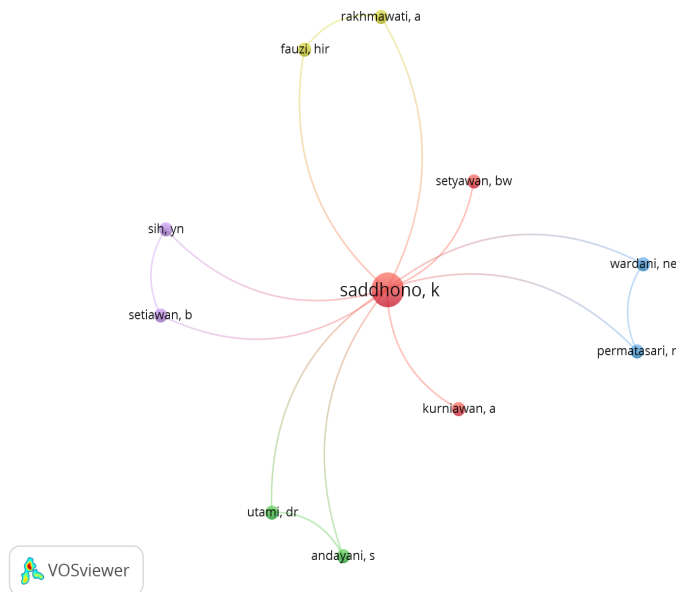 rakhmawati, a
fauzi, hir
setyawan, bw
sih, yn
wardani, ne
saddhono, k
setiawan, b
permatasari, r
kurniawan, a
utami, dr
andayani, s
VOSviewer